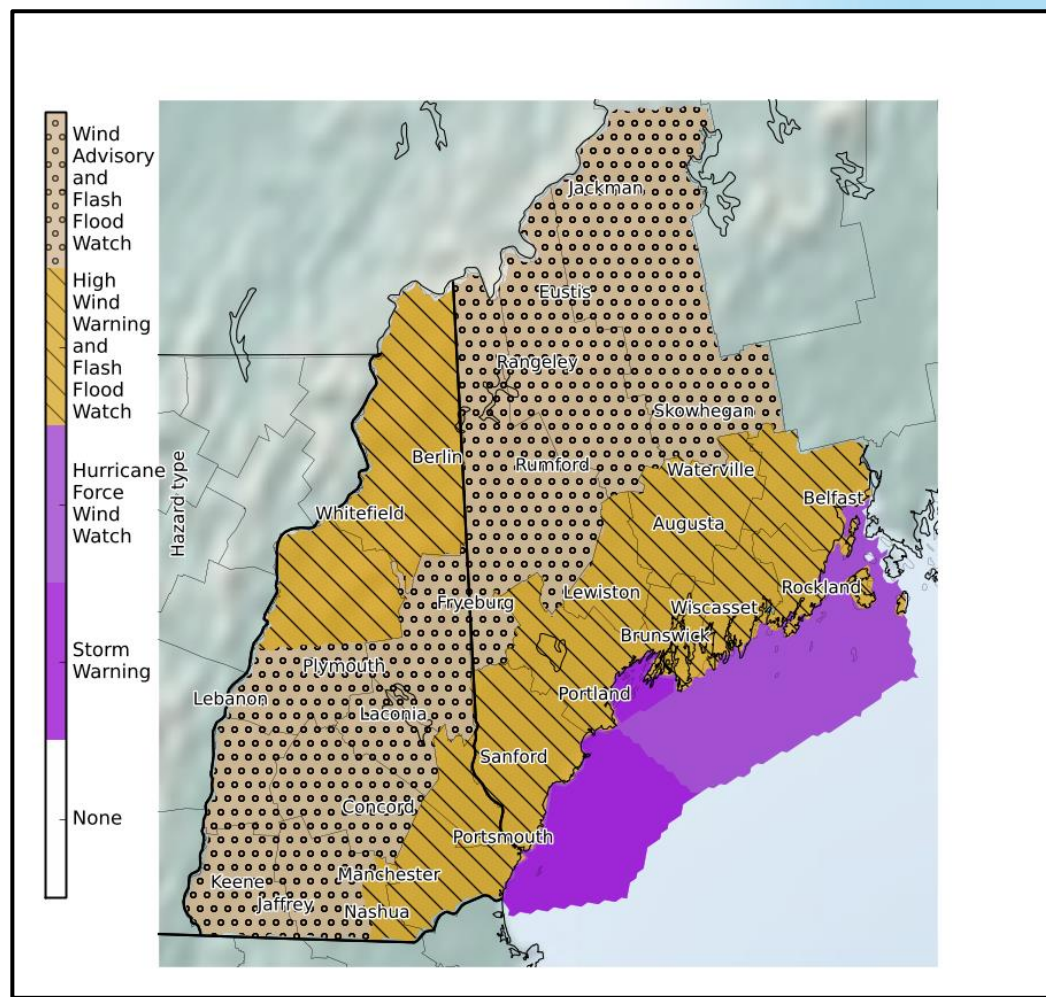 Wind
Advisory
and
Flash
Flood
Watch
High
Wind
Warning
and
Flash
Flood
Watch
Hurricane
Force
Wind
Watch
Storm
Warning
None
Hazard type
Jackman
Eustis
Rangeley
Skowhegan
Berlin
Rumford
Waterville
Belfast
Whitefield
Augusta
Fryeburg
Lewiston
Rockland
Wiscasset
Brunswick
Plymouth
Lebanon
Portland
Laconia
Sanford
Concord
Portsmouth
Manchester
Keene
Jaffrey
Nashua